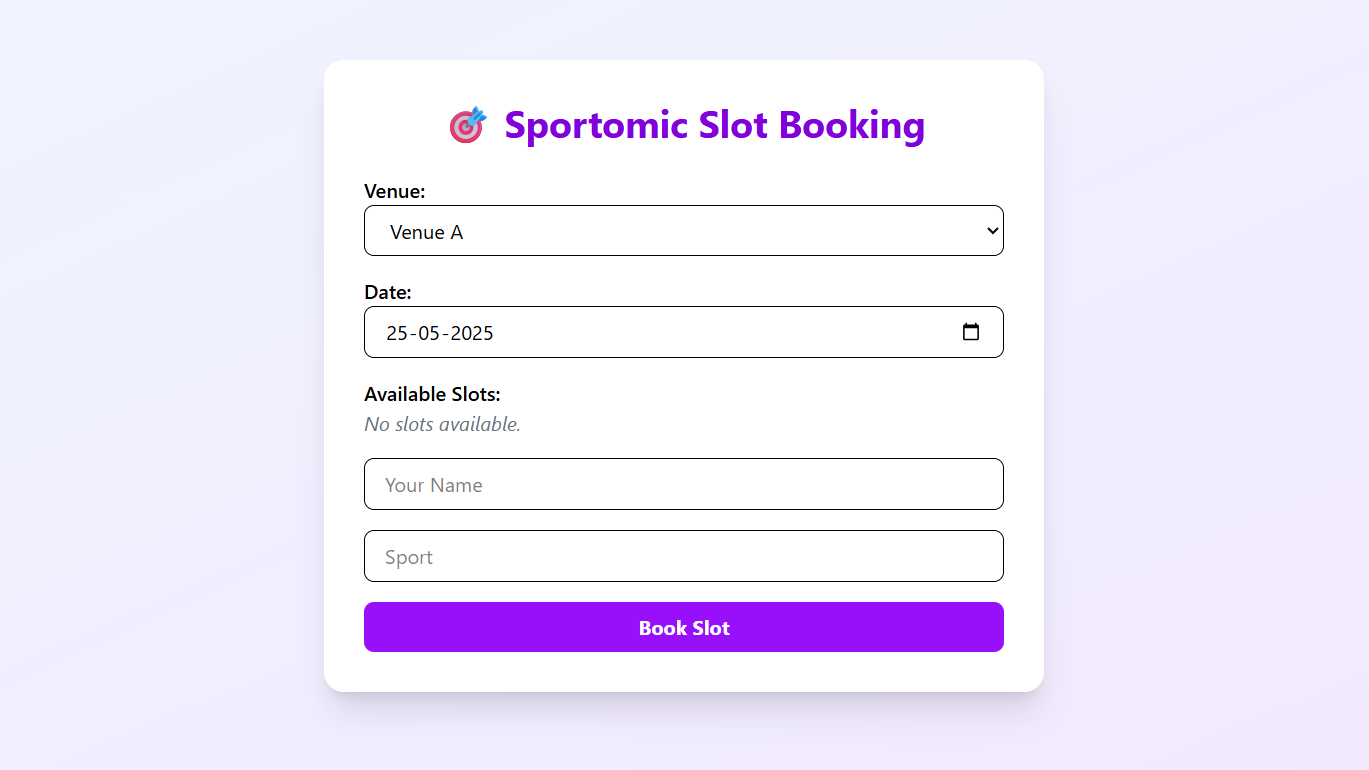 Sportomic Slot Booking
Venue:
Venue A
Date:
25-05-2025
Available Slots:
No slots available.
Your Name
Sport
Book Slot